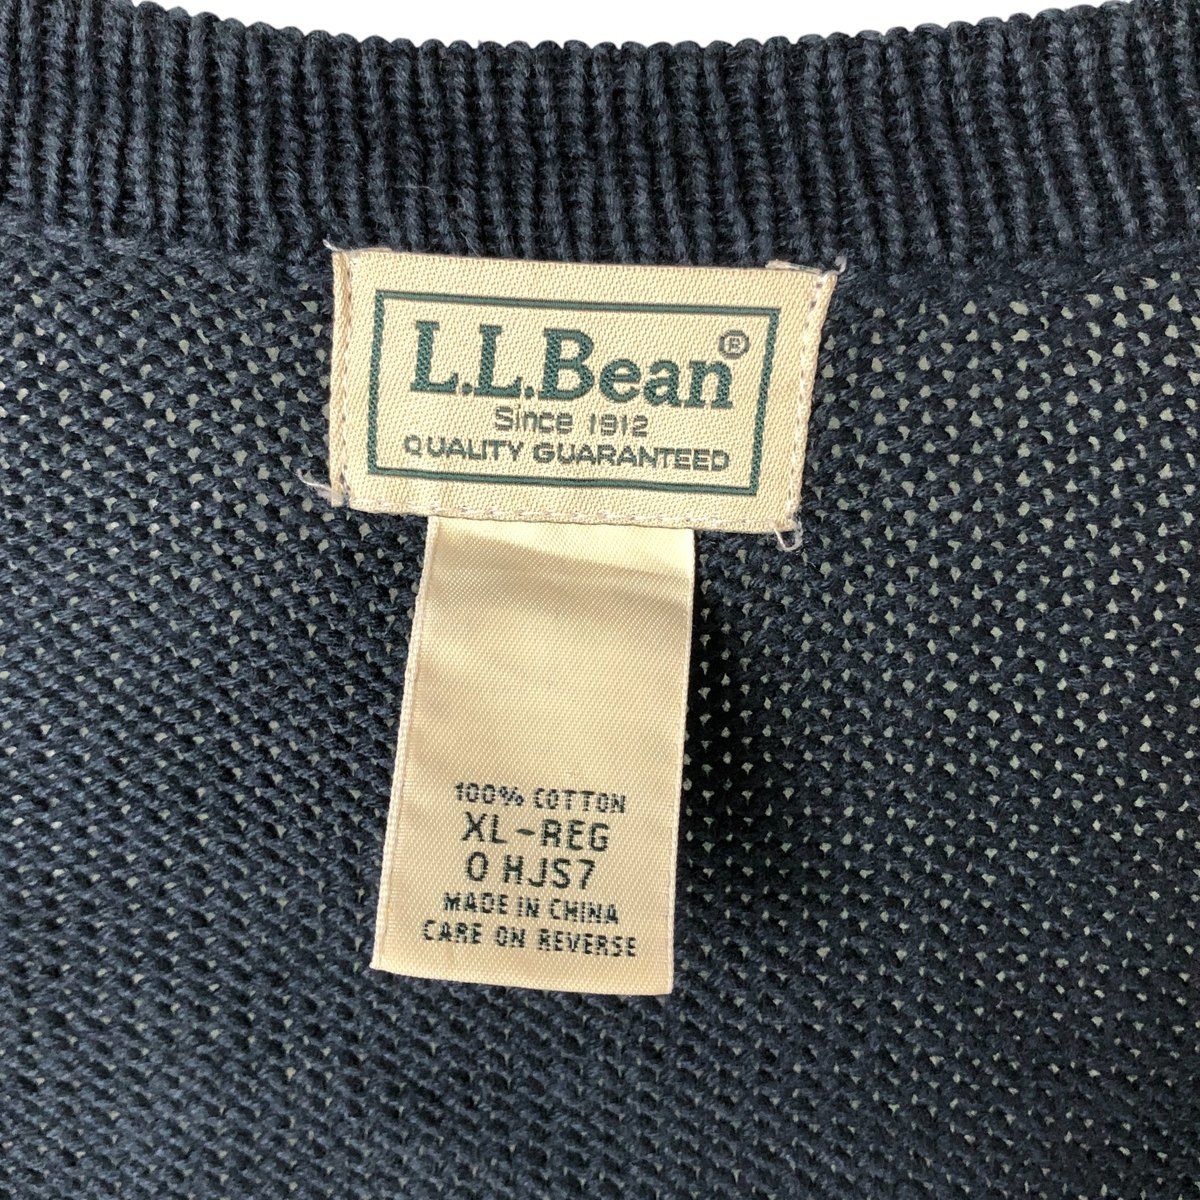 L.L.Bean®
Since 1912
QUALITY GUARANTEED
100% COTTON
XL-REG
0 HJS7
MADE IN CHINA
CARE ON REVERSE